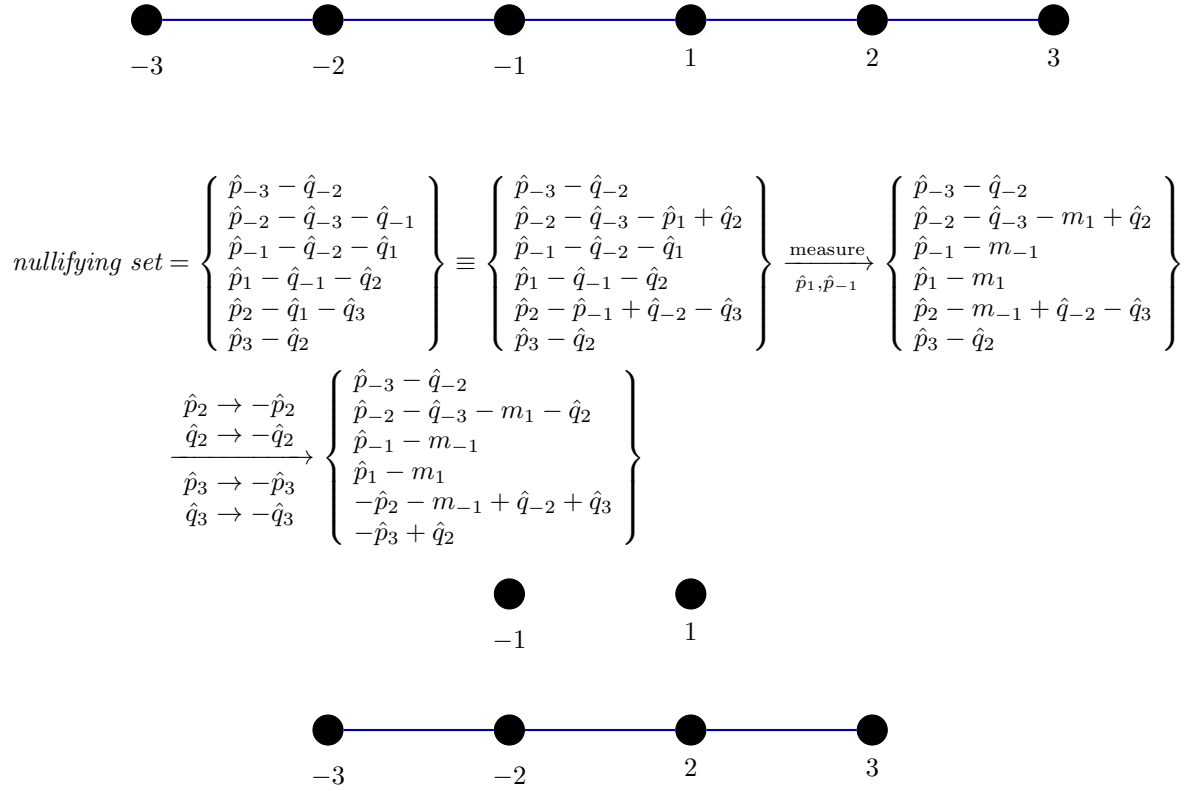 −3 −2 −1 1 2 3
nullifying set = { p̂₋₃ − q̂₋₂ ; p̂₋₂ − q̂₋₃ − q̂₋₁ ; p̂₋₁ − q̂₋₂ − q̂₁ ; p̂₁ − q̂₋₁ − q̂₂ ; p̂₂ − q̂₁ − q̂₃ ; p̂₃ − q̂₂ } ≡ { p̂₋₃ − q̂₋₂ ; p̂₋₂ − q̂₋₃ − p̂₁ + q̂₂ ; p̂₋₁ − q̂₋₂ − q̂₁ ; p̂₁ − q̂₋₁ − q̂₂ ; p̂₂ − p̂₋₁ + q̂₋₂ − q̂₃ ; p̂₃ − q̂₂ } measure → p̂₁,p̂₋₁ { p̂₋₃ − q̂₋₂ ; p̂₋₂ − q̂₋₃ − m₁ + q̂₂ ; p̂₋₁ − m₋₁ ; p̂₁ − m₁ ; p̂₂ − m₋₁ + q̂₋₂ − q̂₃ ; p̂₃ − q̂₂ }
p̂₂ → −p̂₂ q̂₂ → −q̂₂ → p̂₃ → −p̂₃ q̂₃ → −q̂₃ { p̂₋₃ − q̂₋₂ ; p̂₋₂ − q̂₋₃ − m₁ − q̂₂ ; p̂₋₁ − m₋₁ ; p̂₁ − m₁ ; −p̂₂ − m₋₁ + q̂₋₂ + q̂₃ ; −p̂₃ + q̂₂ }
−1 1
−3 −2 2 3